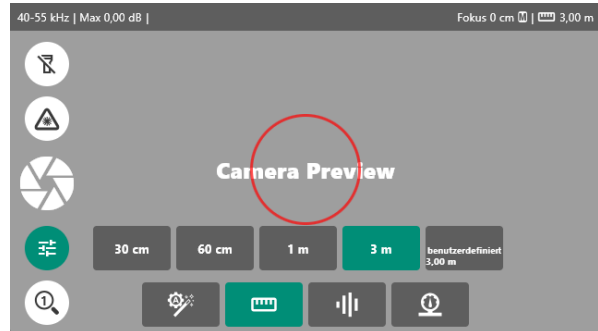 40-55 kHz | Max 0,00 dB |
Fokus 0 cm M | 3,00 m
Camera Preview
30 cm
60 cm
1 m
3 m
benutzerdefiniert
3,00 m
A
1